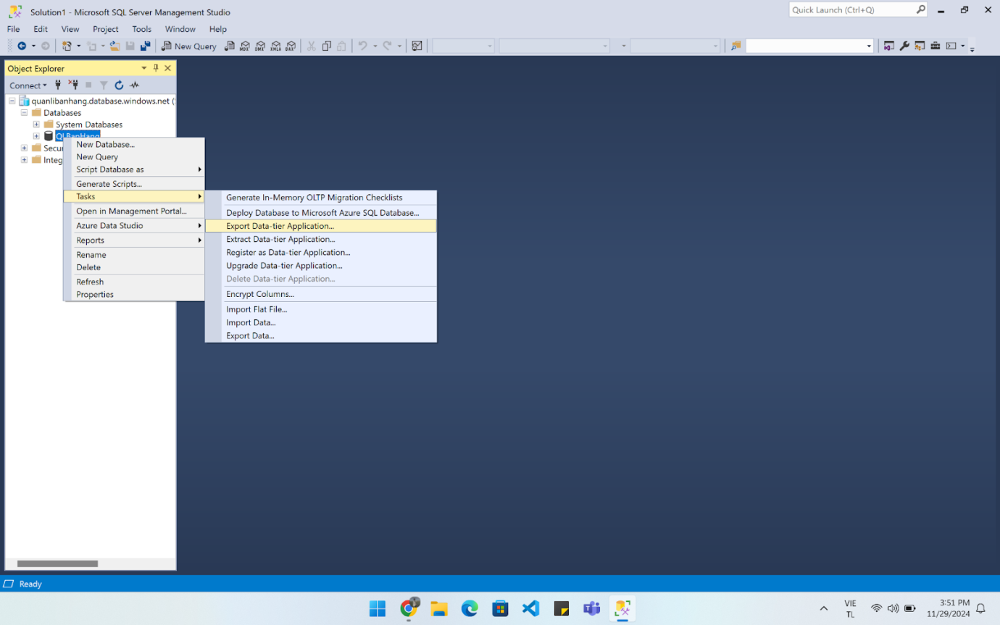 Solution1 - Microsoft SQL Server Management Studio
Quick Launch (Ctrl+Q)
File Edit View Project Tools Window Help
New Query
MDX DMX XMLA DAX
Object Explorer
Connect
quanlibanhang.database.windows.net (
Databases
System Databases
QLBanHang
Secu
Integ
New Database...
New Query
Script Database as
Generate Scripts...
Tasks
Open in Management Portal...
Azure Data Studio
Reports
Rename
Delete
Refresh
Properties
Generate In-Memory OLTP Migration Checklists
Deploy Database to Microsoft Azure SQL Database...
Export Data-tier Application...
Extract Data-tier Application...
Register as Data-tier Application...
Upgrade Data-tier Application...
Delete Data-tier Application...
Encrypt Columns...
Import Flat File...
Import Data...
Export Data...
Ready
VIE
TL
3:51 PM
11/29/2024